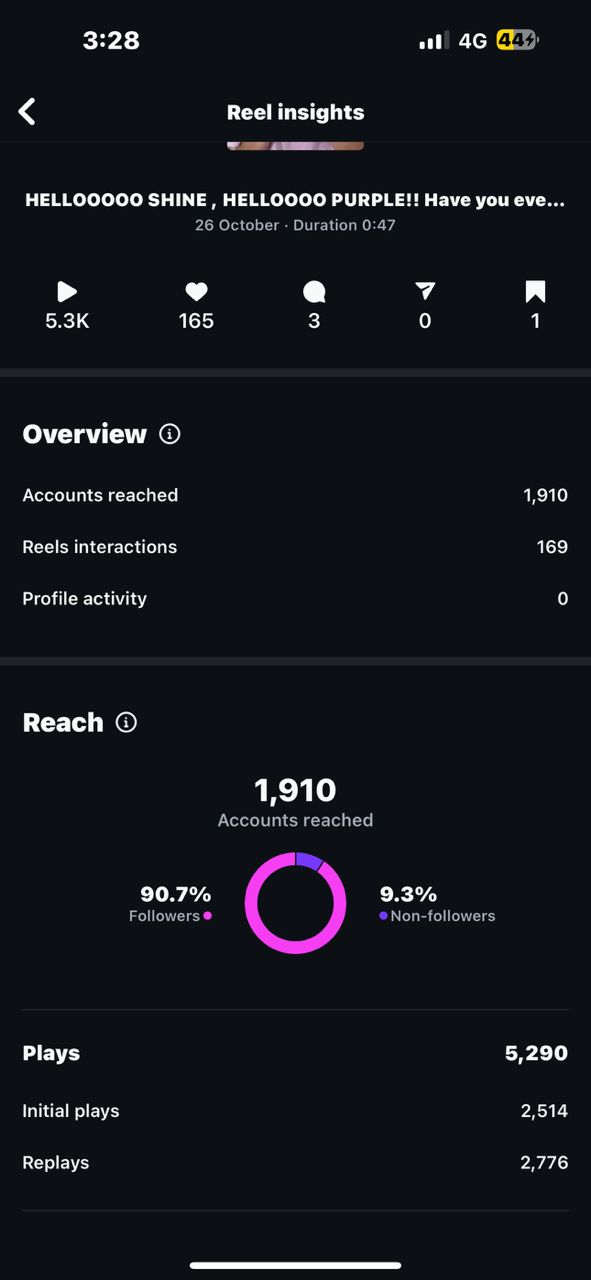 3:28 4G 44
Reel insights
HELLOOOOO SHINE , HELLOOOO PURPLE!! Have you eve...
26 October · Duration 0:47
5.3K 165 3 0 1
Overview
Accounts reached 1,910
Reels interactions 169
Profile activity 0
Reach
1,910
Accounts reached
90.7% 9.3%
Followers Non-followers
Plays 5,290
Initial plays 2,514
Replays 2,776